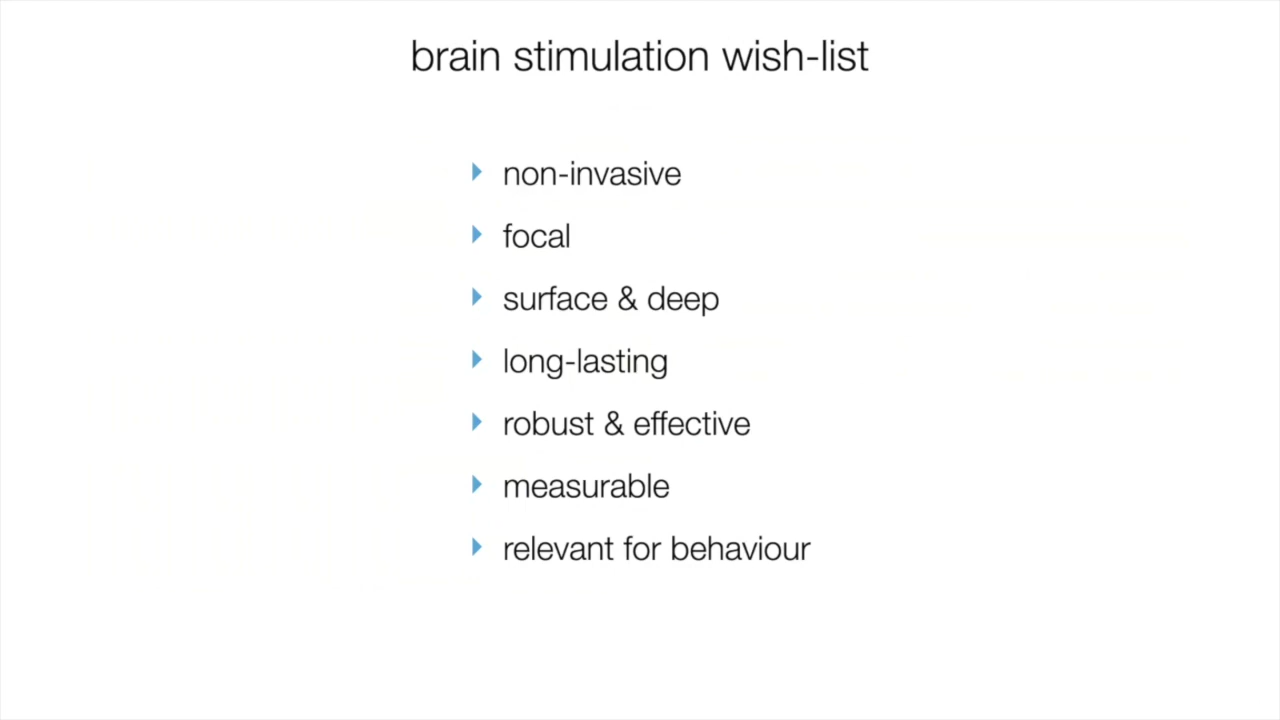 brain stimulation wish-list
non-invasive
focal
surface & deep
long-lasting
robust & effective
measurable
relevant for behaviour